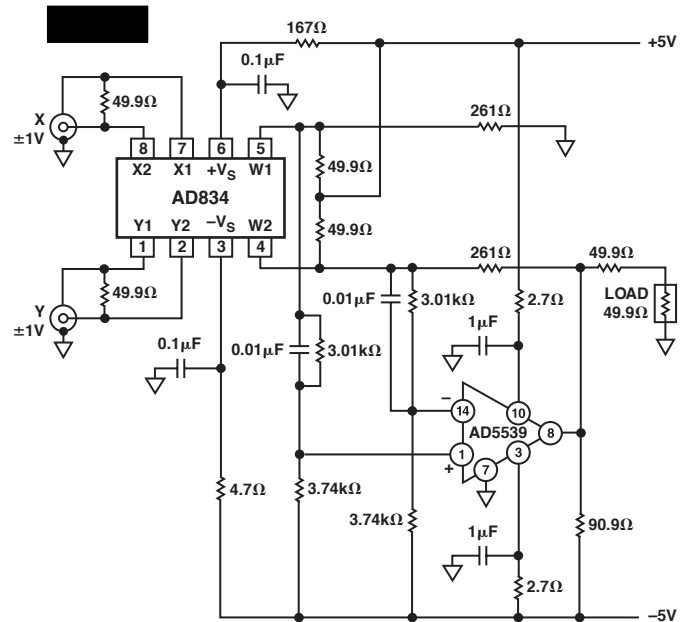 167Ω
+5V
0.1μF
49.9Ω
X
±1V
261Ω
8 7 6 5
X2 X1 +VS W1
49.9Ω
AD834
Y1 Y2 –VS W2
49.9Ω
1 2 3 4
261Ω
49.9Ω
Y
±1V
49.9Ω
0.01μF
3.01kΩ
2.7Ω
LOAD
49.9Ω
0.1μF
0.01μF
3.01kΩ
1μF
–
14
10
AD5539
8
1
3
+
7
4.7Ω
3.74kΩ
3.74kΩ
90.9Ω
1μF
2.7Ω
–5V